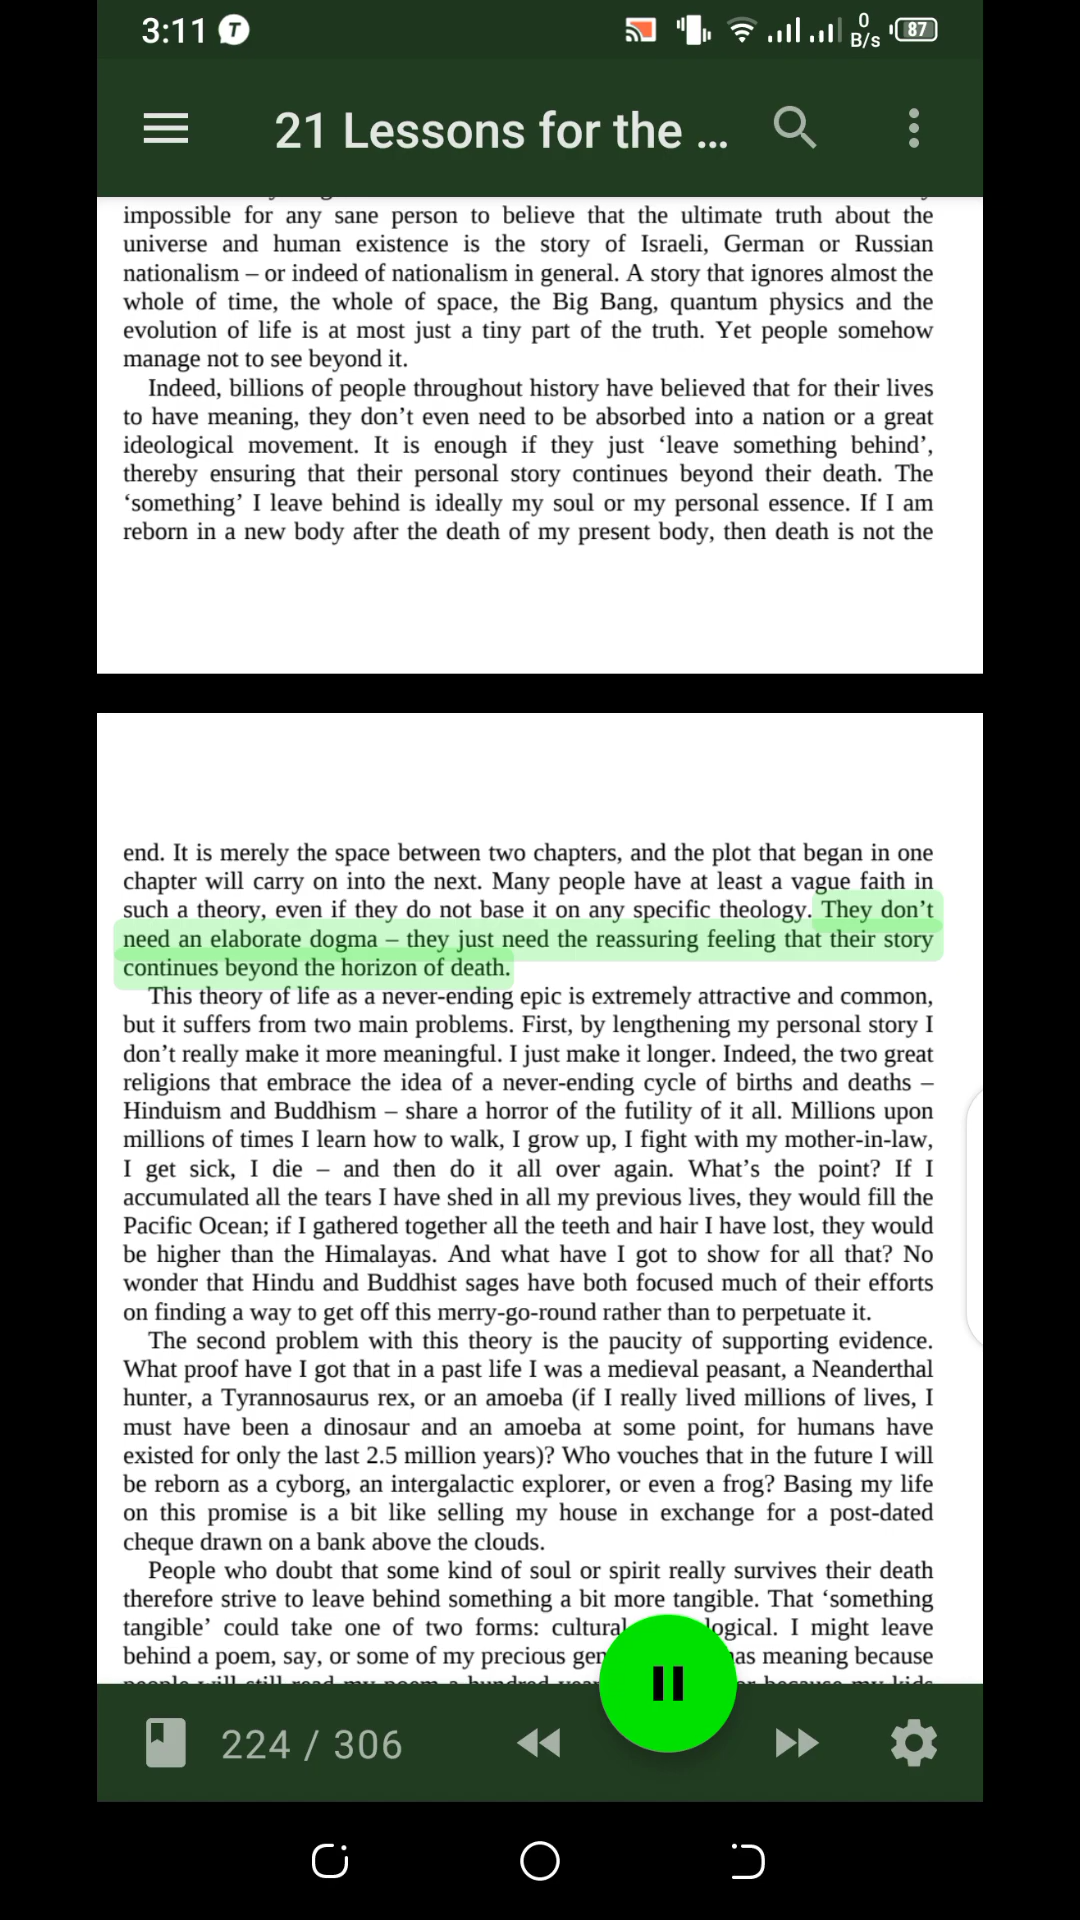 3:11
0
B/s
87
21 Lessons for the ...
impossible for any sane person to believe that the ultimate truth about the
universe and human existence is the story of Israeli, German or Russian
nationalism – or indeed of nationalism in general. A story that ignores almost the
whole of time, the whole of space, the Big Bang, quantum physics and the
evolution of life is at most just a tiny part of the truth. Yet people somehow
manage not to see beyond it.
Indeed, billions of people throughout history have believed that for their lives
to have meaning, they don’t even need to be absorbed into a nation or a great
ideological movement. It is enough if they just ‘leave something behind’,
thereby ensuring that their personal story continues beyond their death. The
‘something’ I leave behind is ideally my soul or my personal essence. If I am
reborn in a new body after the death of my present body, then death is not the
end. It is merely the space between two chapters, and the plot that began in one
chapter will carry on into the next. Many people have at least a vague faith in
such a theory, even if they do not base it on any specific theology. They don’t
need an elaborate dogma – they just need the reassuring feeling that their story
continues beyond the horizon of death.
This theory of life as a never-ending epic is extremely attractive and common,
but it suffers from two main problems. First, by lengthening my personal story I
don’t really make it more meaningful. I just make it longer. Indeed, the two great
religions that embrace the idea of a never-ending cycle of births and deaths –
Hinduism and Buddhism – share a horror of the futility of it all. Millions upon
millions of times I learn how to walk, I grow up, I fight with my mother-in-law,
I get sick, I die – and then do it all over again. What’s the point? If I
accumulated all the tears I have shed in all my previous lives, they would fill the
Pacific Ocean; if I gathered together all the teeth and hair I have lost, they would
be higher than the Himalayas. And what have I got to show for all that? No
wonder that Hindu and Buddhist sages have both focused much of their efforts
on finding a way to get off this merry-go-round rather than to perpetuate it.
The second problem with this theory is the paucity of supporting evidence.
What proof have I got that in a past life I was a medieval peasant, a Neanderthal
hunter, a Tyrannosaurus rex, or an amoeba (if I really lived millions of lives, I
must have been a dinosaur and an amoeba at some point, for humans have
existed for only the last 2.5 million years)? Who vouches that in the future I will
be reborn as a cyborg, an intergalactic explorer, or even a frog? Basing my life
on this promise is a bit like selling my house in exchange for a post-dated
cheque drawn on a bank above the clouds.
People who doubt that some kind of soul or spirit really survives their death
therefore strive to leave behind something a bit more tangible. That ‘something
tangible’ could take one of two forms: cultural logical. I might leave
behind a poem, say, or some of my precious gen as meaning because
people will still read my poem a hundred because my kids
224 / 306